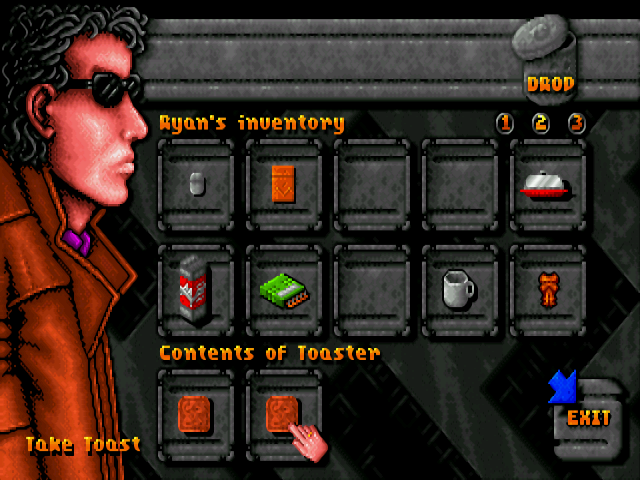 DROP
Ryan's inventory
1 2 3
Contents of Toaster
EXIT
Take Toast